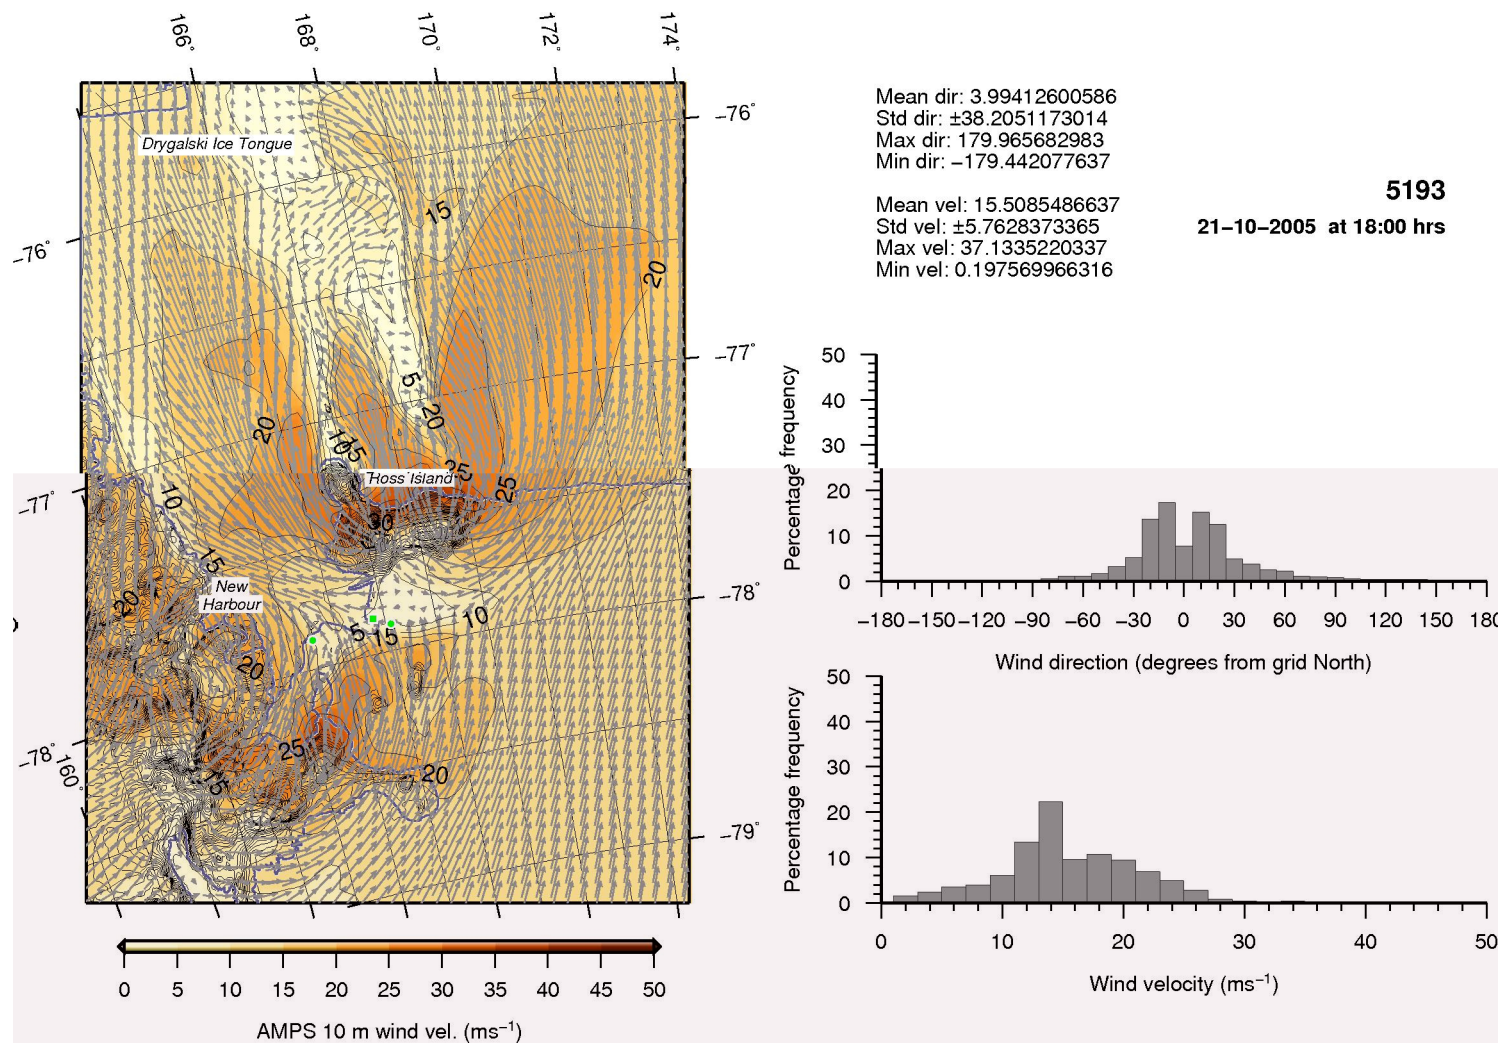 166°
168°
170°
172°
174°
−76°
−77°
−78°
−79°
−76°
−77°
−78°
160°
Drygalski Ice Tongue
15
20
5
20
20
10
15
25
25
30
10
15
20
New
Harbour
20
5
15
10
25
20
15
0 5 10 15 20 25 30 35 40 45 50
AMPS 10 m wind vel. (ms−1)
Mean dir: 3.99412600586
Std dir: ±38.2051173014
Max dir: 179.965682983
Min dir: −179.442077637
Mean vel: 15.5085486637
Std vel: ±5.7628373365
Max vel: 37.1335220337
Min vel: 0.197569966316
5193
21−10−2005 at 18:00 hrs
50
40
30
20
10
0
Percentage frequency
−180 −150 −120 −90 −60 −30 0 30 60 90 120 150 180
Wind direction (degrees from grid North)
50
40
30
20
10
0
Percentage frequency
0 10 20 30 40 50
Wind velocity (ms−1)